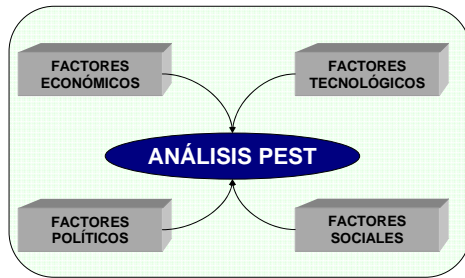 FACTORES
ECONÓMICOS
FACTORES
TECNOLÓGICOS
ANÁLISIS PEST
FACTORES
POLÍTICOS
FACTORES
SOCIALES